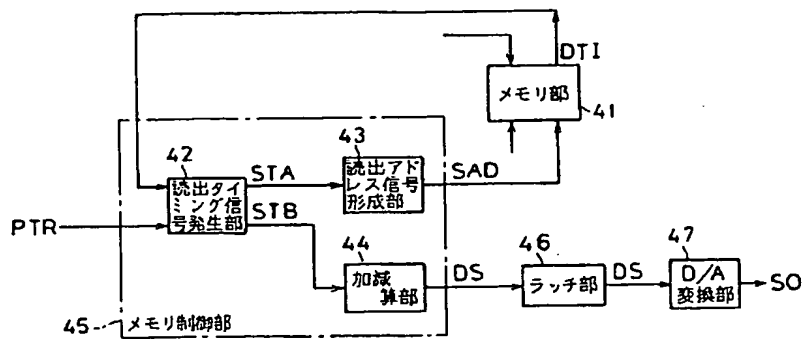 DTI
メモリ部
41
42
43
読出タイ
ミング信
号発生部
STA
STB
読出アド
レス信号
形成部
SAD
PTR
44
加減
算部
DS
46
ラッチ部
DS
47
D/A
変換部
SO
45
メモリ制御部